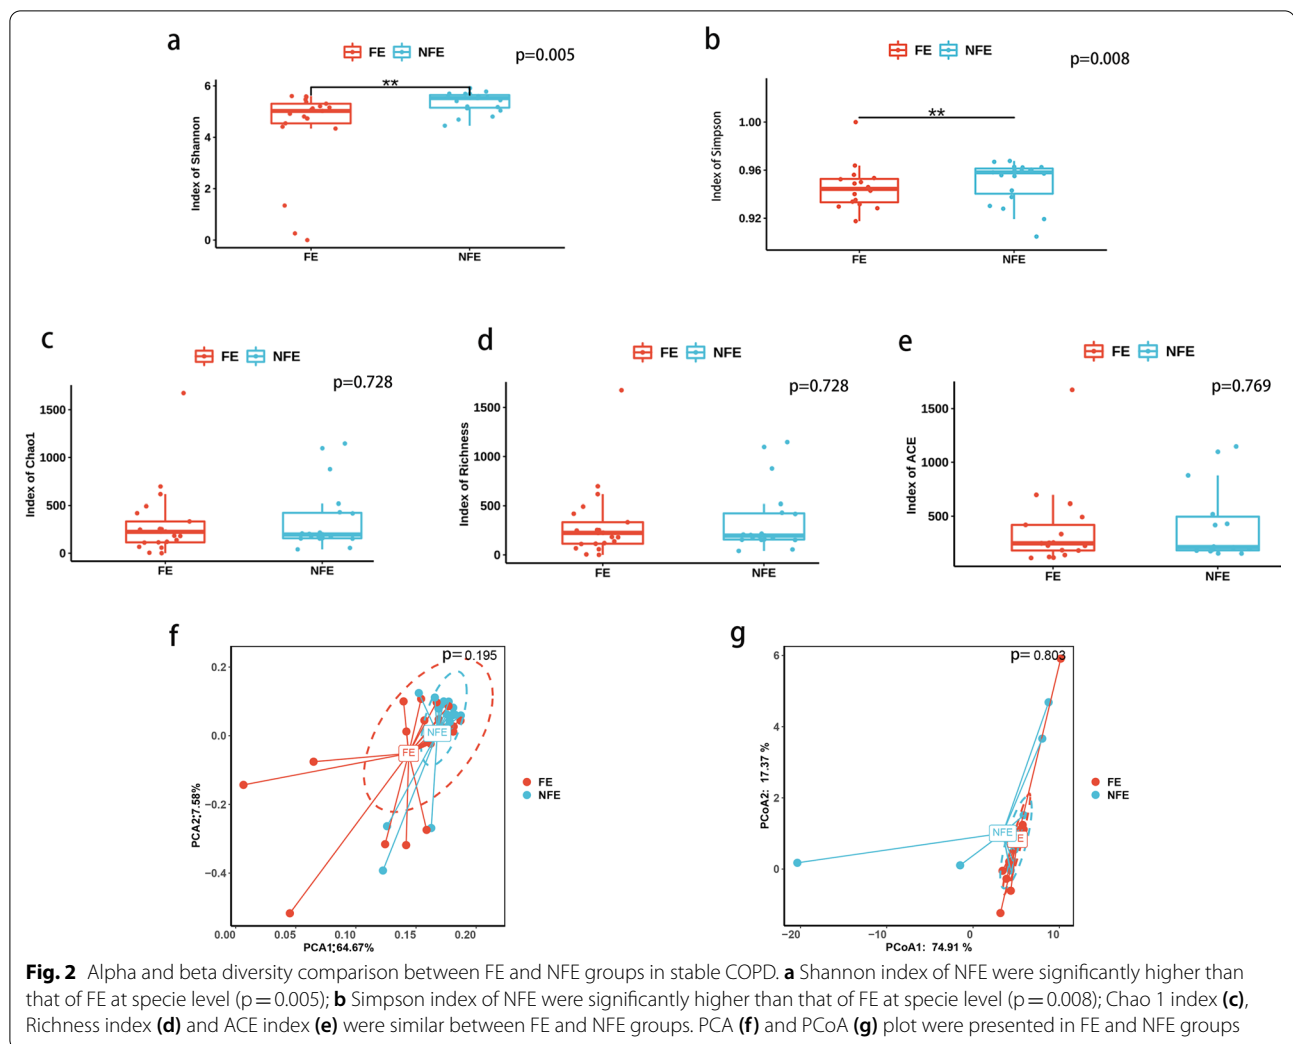 a
FE NFE
p=0.005
**
Index of Shannon
6
4
2
0
FE NFE
b
FE NFE
p=0.008
**
Index of Simpson
1.00
0.96
0.92
FE NFE
c
FE NFE
p=0.728
Index of Chao1
1500
1000
500
0
FE NFE
d
FE NFE
p=0.728
Index of Richness
1500
1000
500
0
FE NFE
e
FE NFE
p=0.769
Index of ACE
1500
1000
500
FE NFE
f
p=0.195
PCA2:7.58%
0.2
0.0
−0.2
−0.4
NFE
FE
0.00 0.05 0.10 0.15 0.20
PCA1:64.67%
FE
NFE
g
p=0.803
PCoA2: 17.37 %
6
4
2
0
NFE
−20 −10 0 10
PCoA1: 74.91 %
FE
NFE
Fig. 2 Alpha and beta diversity comparison between FE and NFE groups in stable COPD. a Shannon index of NFE were significantly higher than
that of FE at specie level (p = 0.005); b Simpson index of NFE were significantly higher than that of FE at specie level (p = 0.008); Chao 1 index (c),
Richness index (d) and ACE index (e) were similar between FE and NFE groups. PCA (f) and PCoA (g) plot were presented in FE and NFE groups